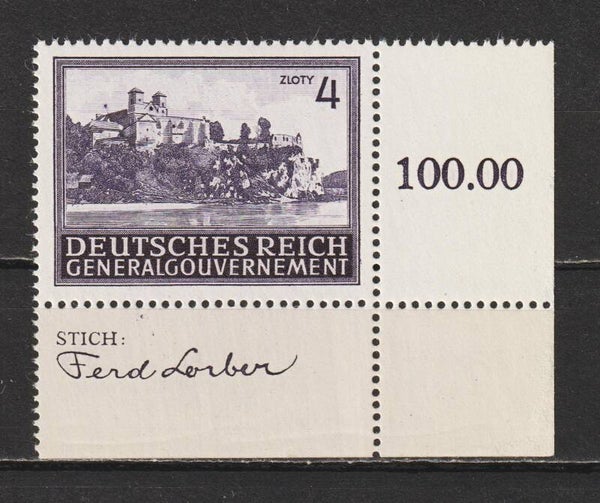 ZLOTY 4
100.00
DEUTSCHES REICH
GENERALGOUVERNEMENT
STICH:
Ferd Lorber